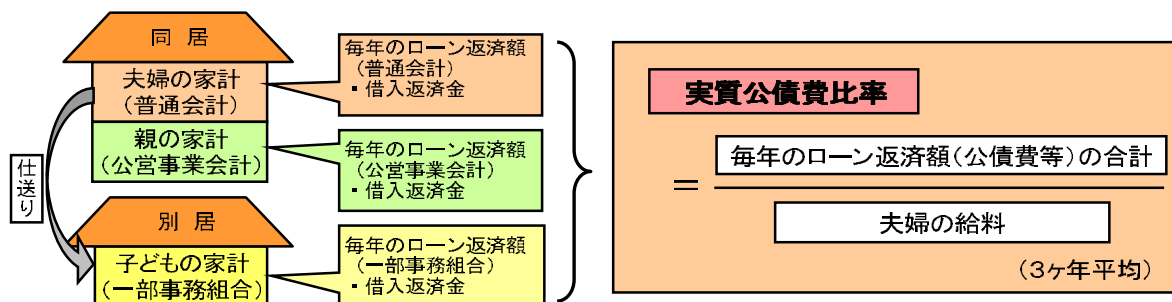 同 居
夫婦の家計
(普通会計)
親の家計
(公営事業会計)
仕送り
別 居
子どもの家計
(一部事務組合)
毎年のローン返済額
(普通会計)
・借入返済金
毎年のローン返済額
(公営事業会計)
・借入返済金
毎年のローン返済額
(一部事務組合)
・借入返済金
実質公債費比率
=
毎年のローン返済額(公債費等)の合計
夫婦の給料
(3ヶ年平均)